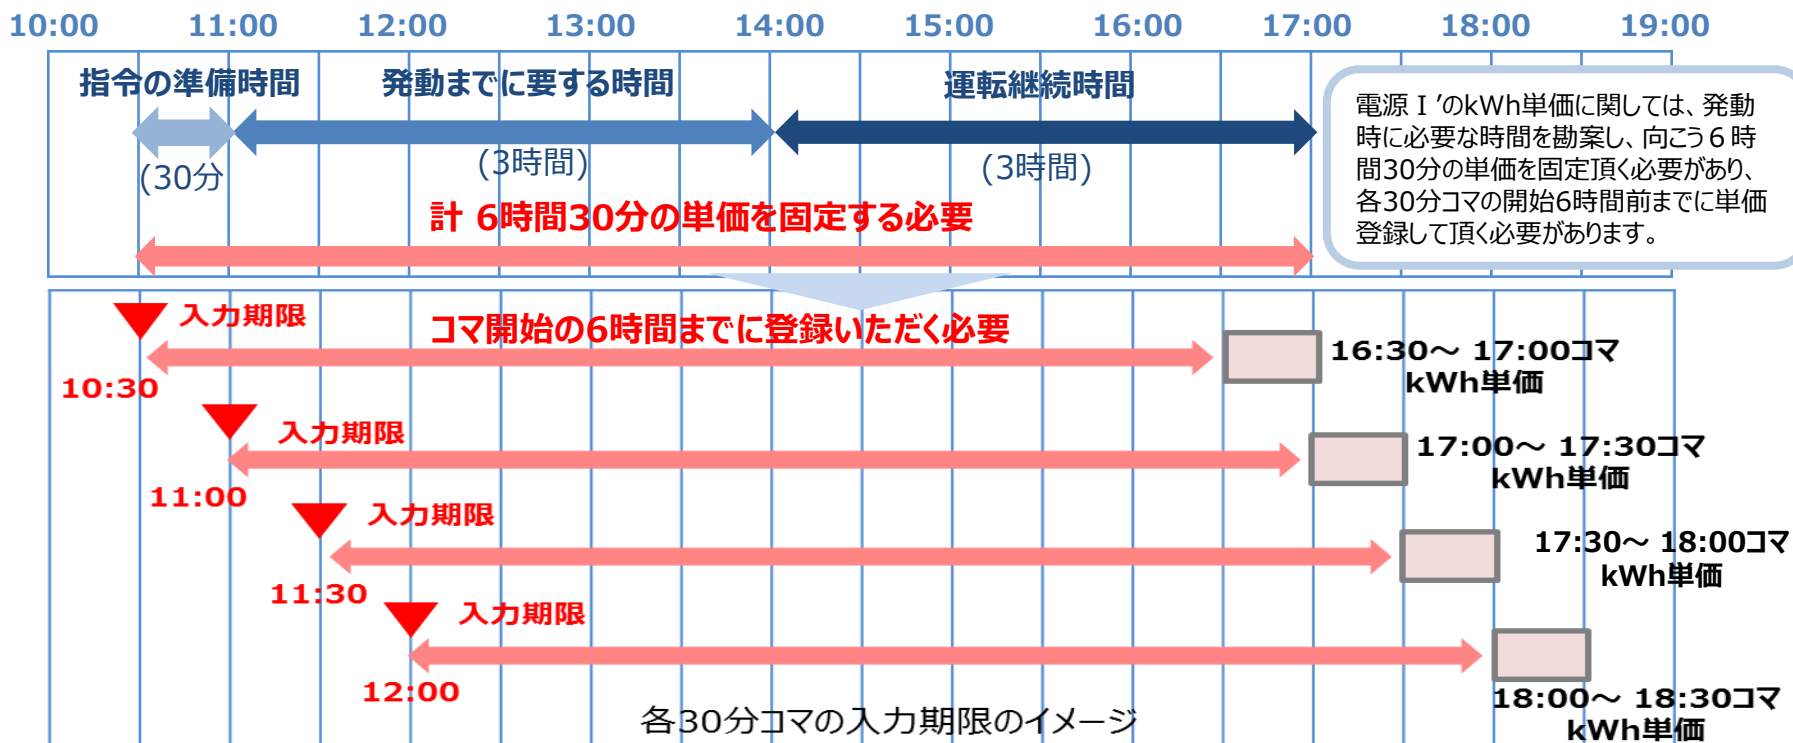 10:00 11:00 12:00 13:00 14:00 15:00 16:00 17:00 18:00 19:00
指令の準備時間
発動までに要する時間
運転継続時間
(30分
(3時間)
(3時間)
計 6時間30分の単価を固定する必要
電源Ⅰ’のkWh単価に関しては、発動
時に必要な時間を勘案し、向こう6時
間30分の単価を固定頂く必要があり、
各30分コマの開始6時間前までに単価
登録して頂く必要があります。
入力期限
コマ開始の6時間までに登録いただく必要
10:30
16:30～ 17:00コマ
kWh単価
入力期限
11:00
17:00～ 17:30コマ
kWh単価
入力期限
11:30
17:30～ 18:00コマ
kWh単価
入力期限
12:00
18:00～ 18:30コマ
kWh単価
各30分コマの入力期限のイメージ